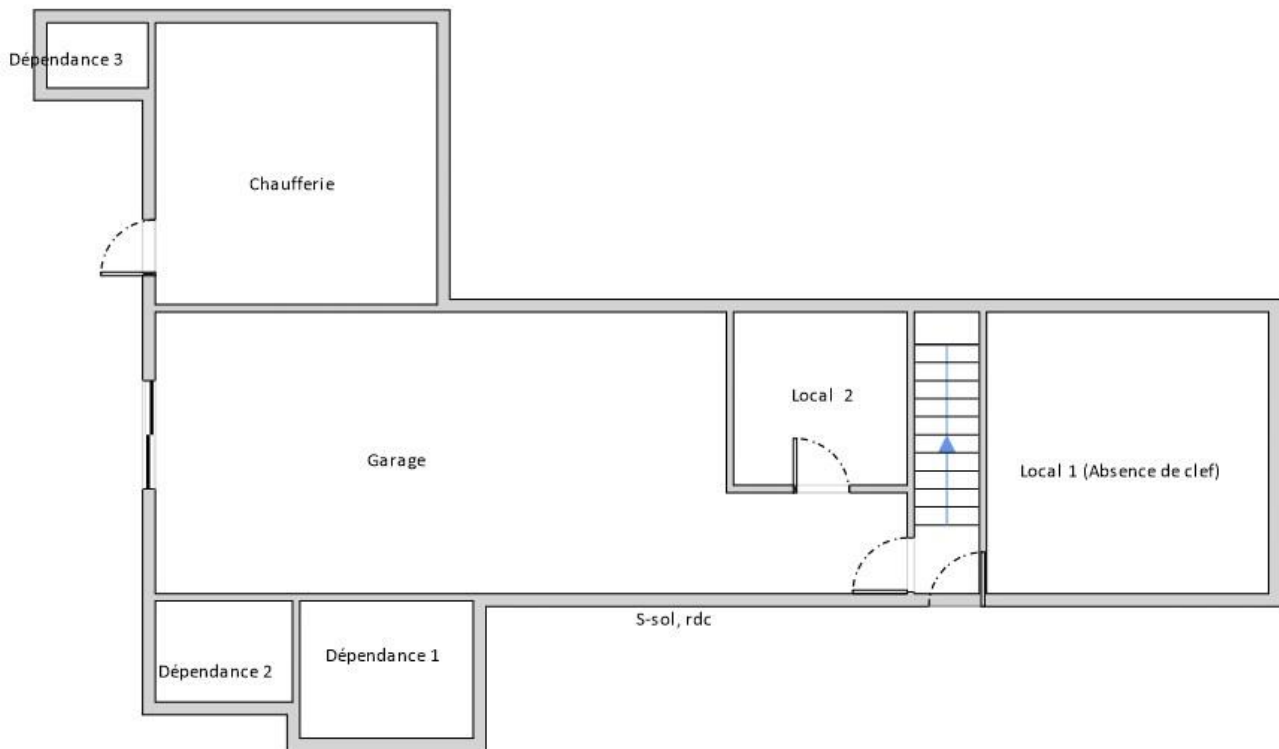 Dépendance 3
Chaufferie
Local 2
Garage
Local 1 (Absence de clef)
S-sol, rdc
Dépendance 1
Dépendance 2